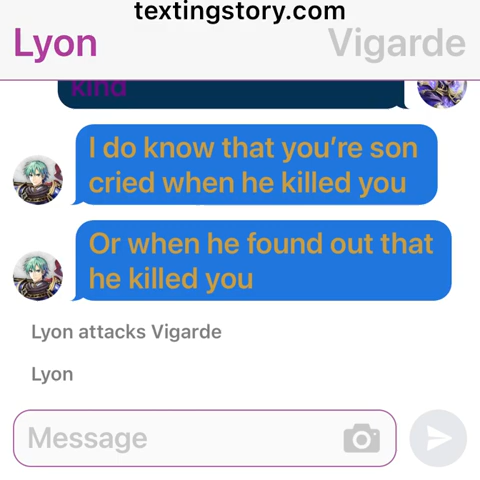 textingstory.com
Lyon Vigarde
kind
I do know that you're son
cried when he killed you
Or when he found out that
he killed you
Lyon attacks Vigarde
Lyon
Message